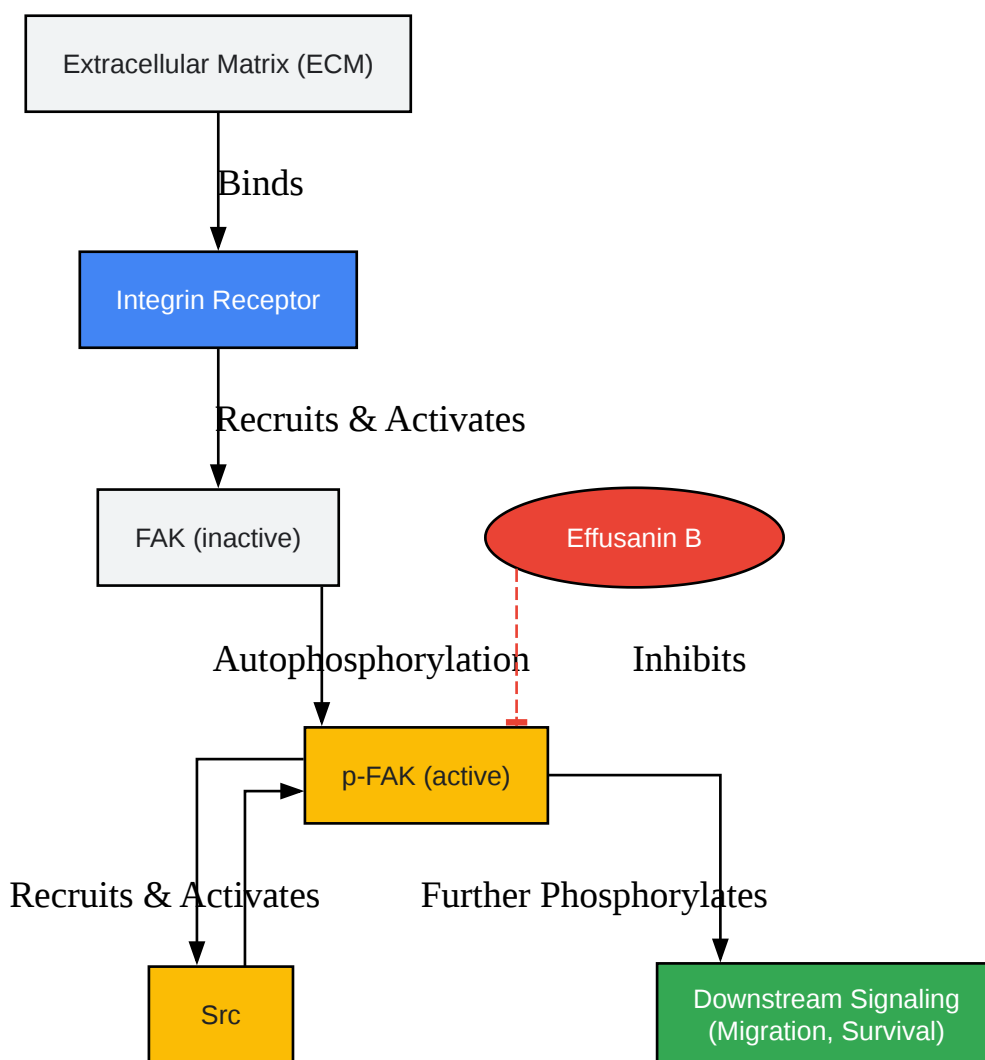 Extracellular Matrix (ECM)
Binds
Integrin Receptor
Recruits & Activates
FAK (inactive)
Effusanin B
Autophosphorylation
Inhibits
p-FAK (active)
Recruits & Activates
Further Phosphorylates
Src
Downstream Signaling
(Migration, Survival)